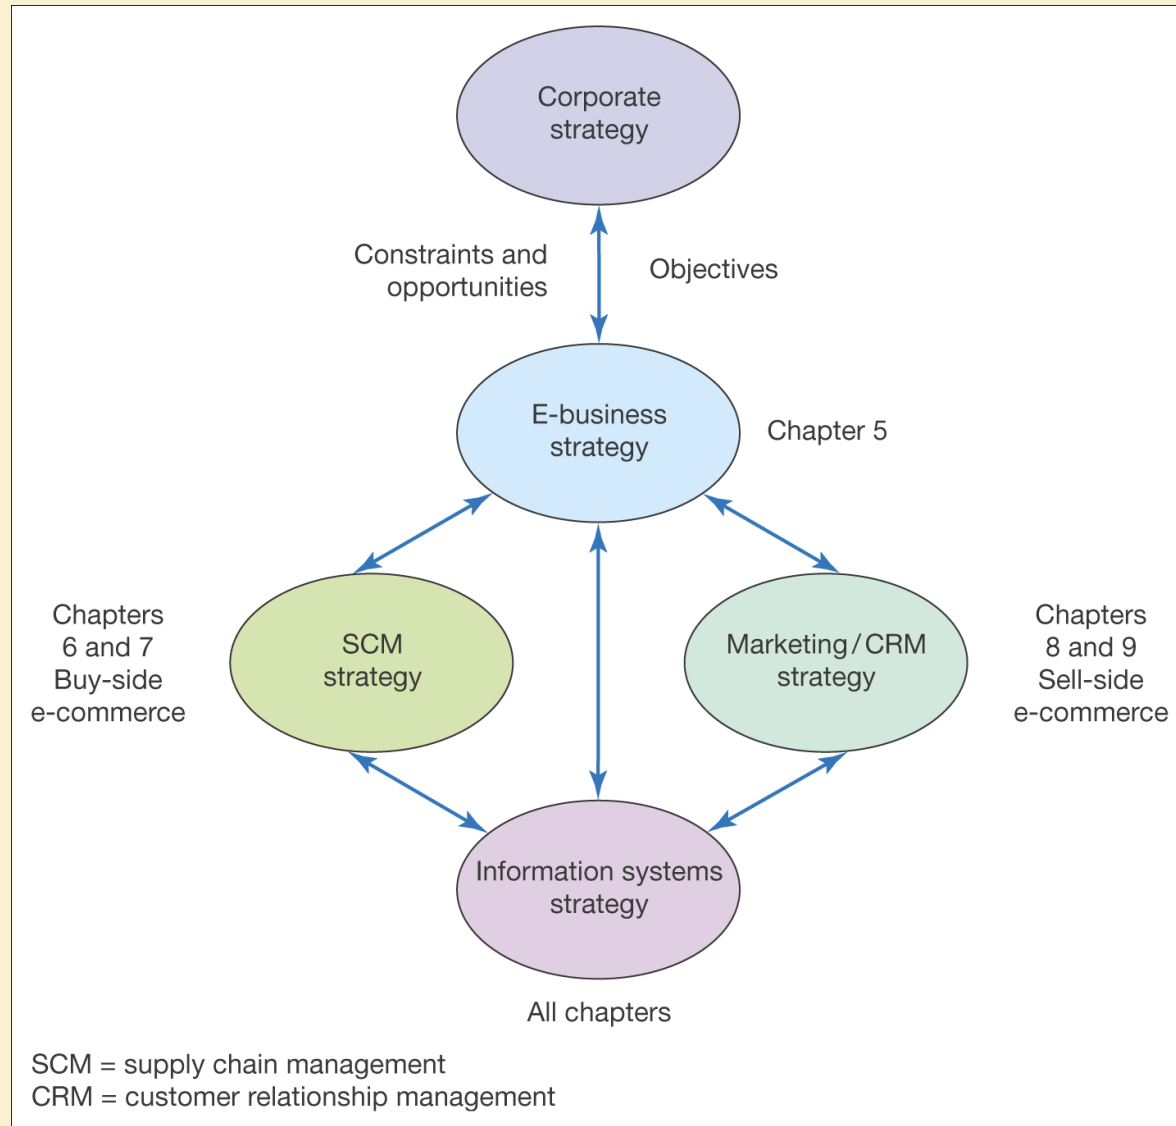 Corporate
strategy
Constraints and
opportunities
Objectives
E-business
strategy
Chapter 5
Chapters
6 and 7
Buy-side
e-commerce
SCM
strategy
Marketing/CRM
strategy
Chapters
8 and 9
Sell-side
e-commerce
Information systems
strategy
All chapters
SCM = supply chain management
CRM = customer relationship management